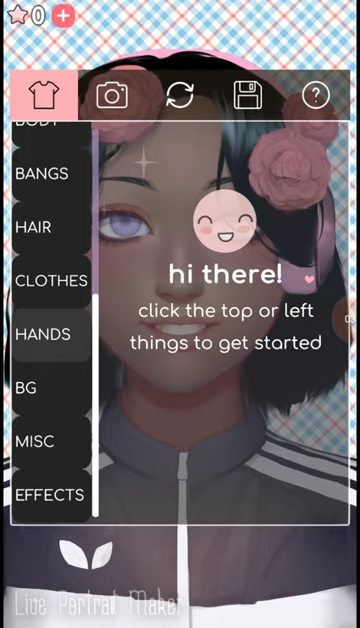 0
BODY
BANGS
HAIR
CLOTHES
HANDS
BG
MISC
EFFECTS
hi there!
click the top or left
things to get started
Live Portrait Maker